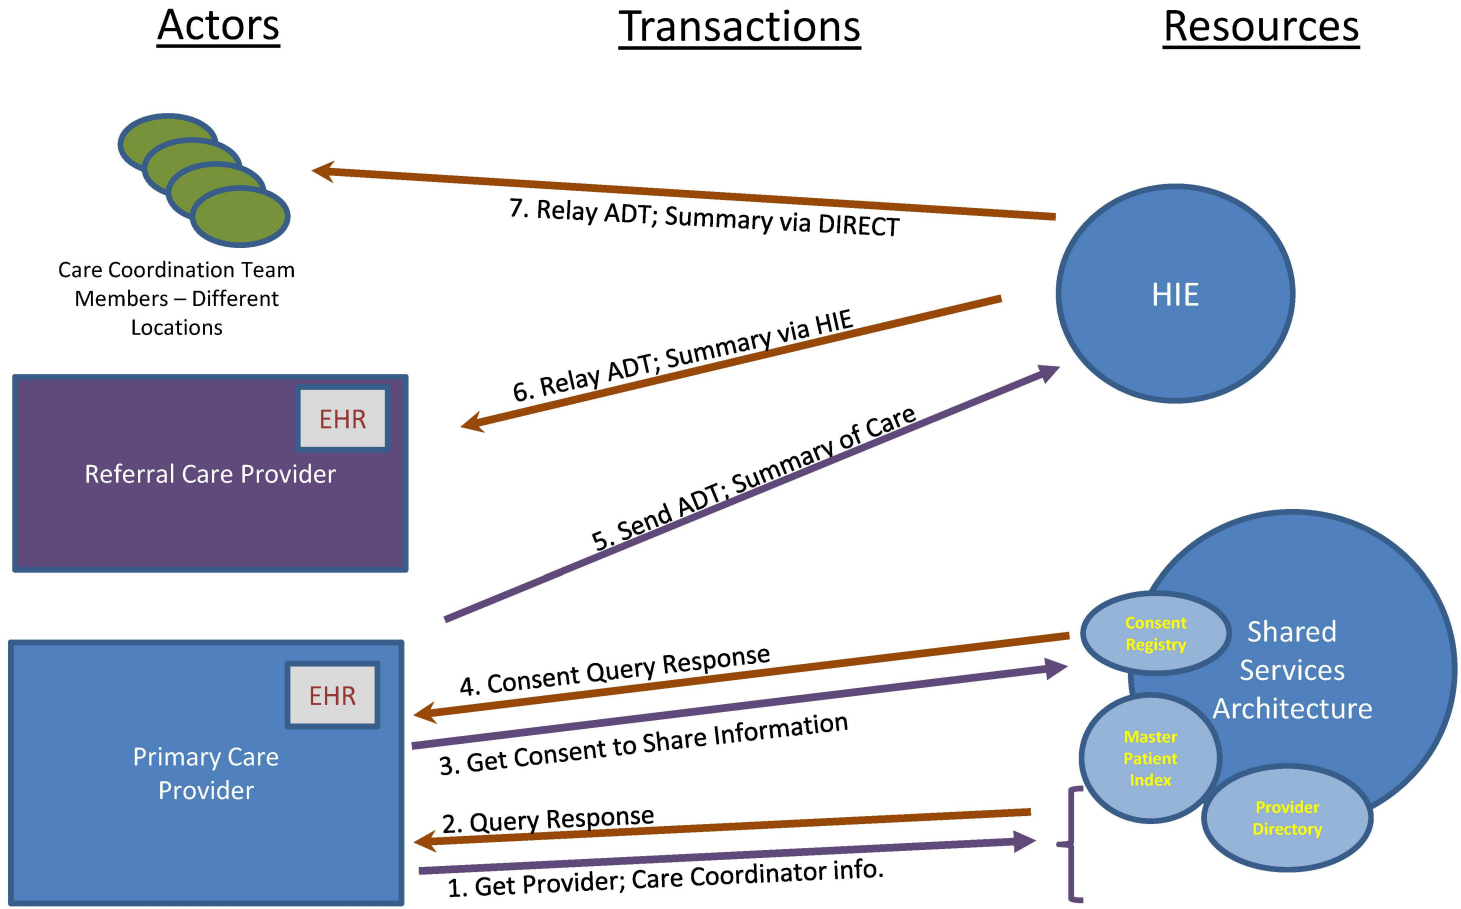 Actors
Transactions
Resources
7. Relay ADT; Summary via DIRECT
Care Coordination Team
Members – Different
Locations
HIE
6. Relay ADT; Summary via HIE
EHR
Referral Care Provider
5. Send ADT; Summary of Care
Consent
Registry
Shared
Services
Architecture
4. Consent Query Response
EHR
3. Get Consent to Share Information
Primary Care
Provider
Master
Patient
Index
2. Query Response
Provider
Directory
1. Get Provider; Care Coordinator info.